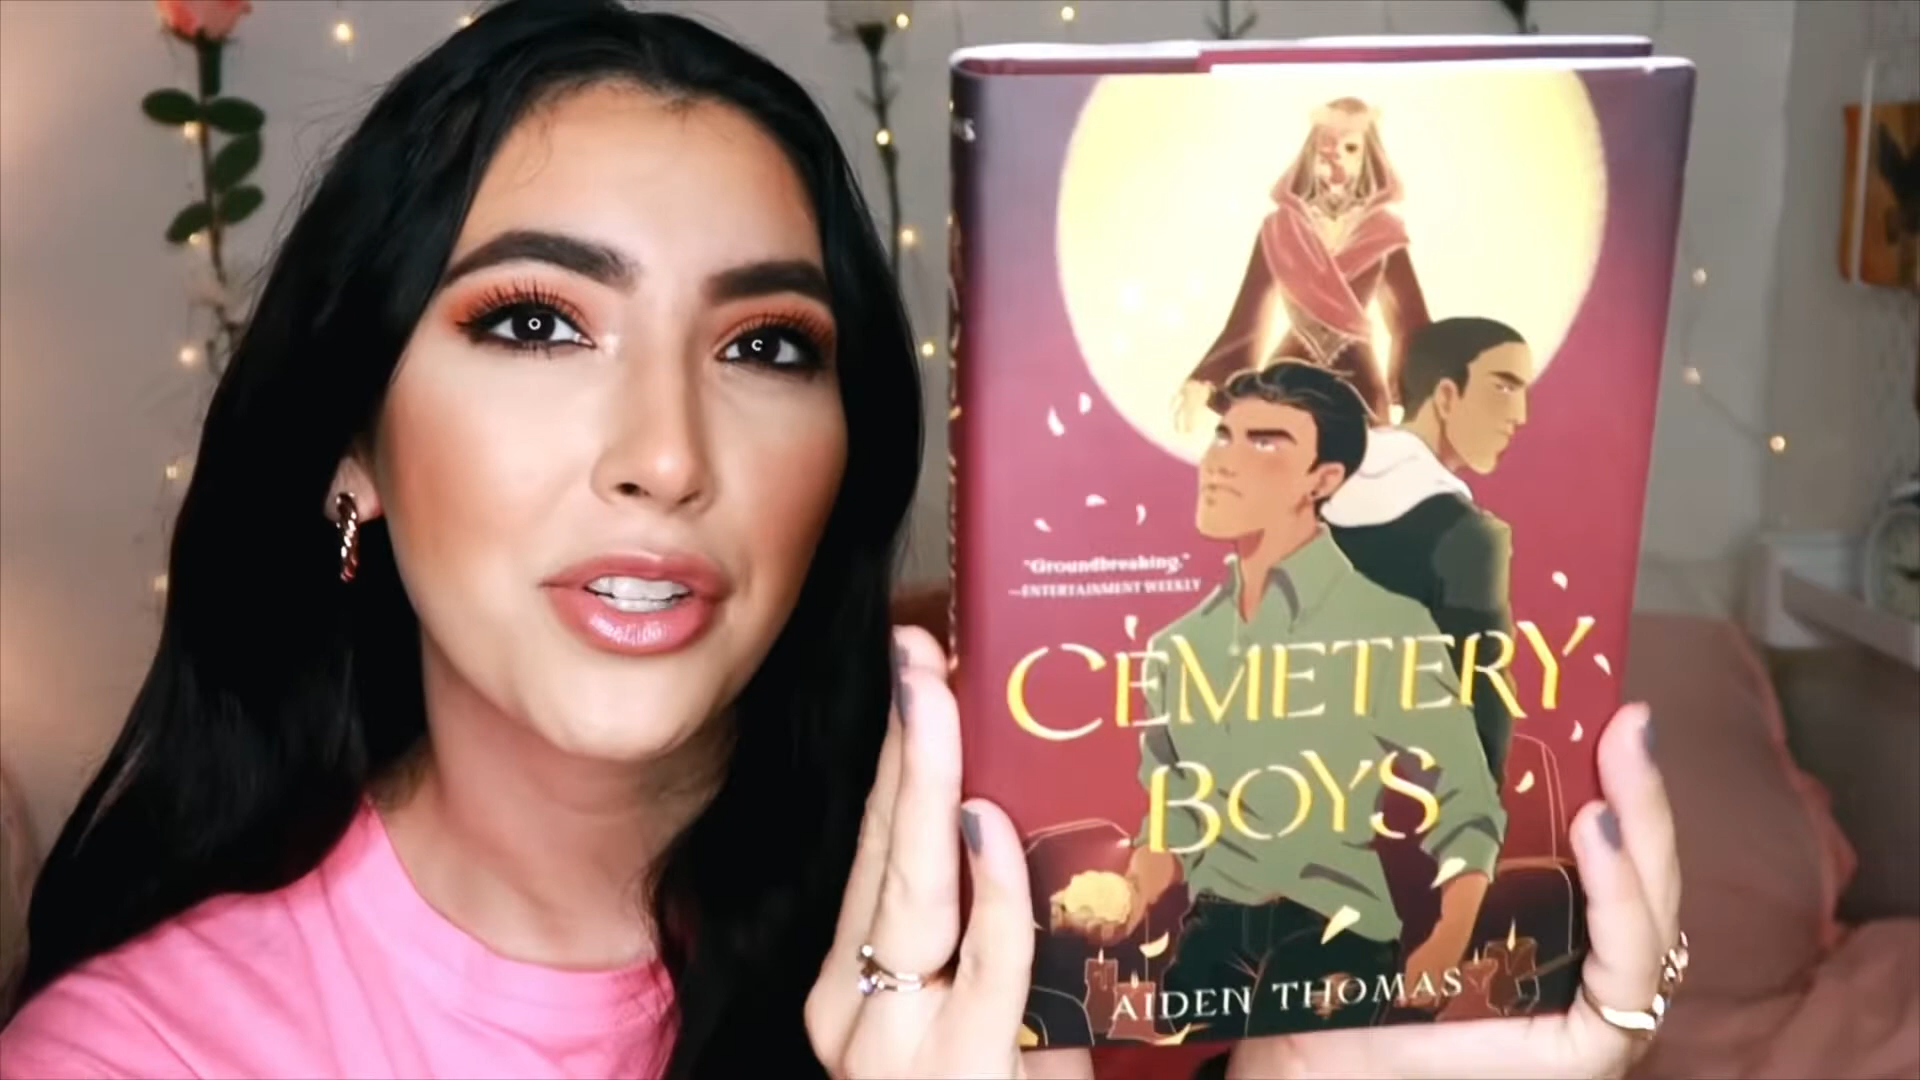 "Groundbreaking."
—ENTERTAINMENT WEEKLY
CEMETERY
BOYS
AIDEN THOMAS